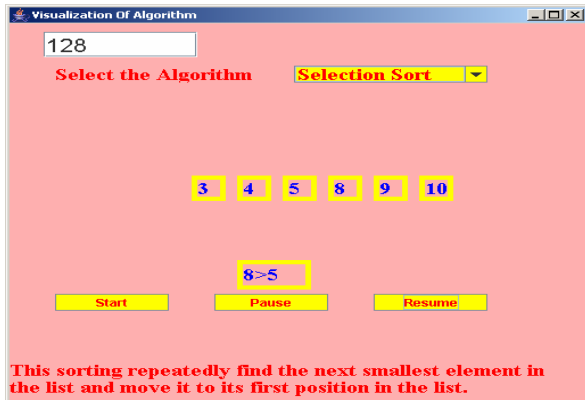 Visualization Of Algorithm
128
Select the Algorithm Selection Sort
3 4 5 8 9 10
8>5
Start Pause Resume
This sorting repeatedly find the next smallest element in
the list and move it to its first position in the list.